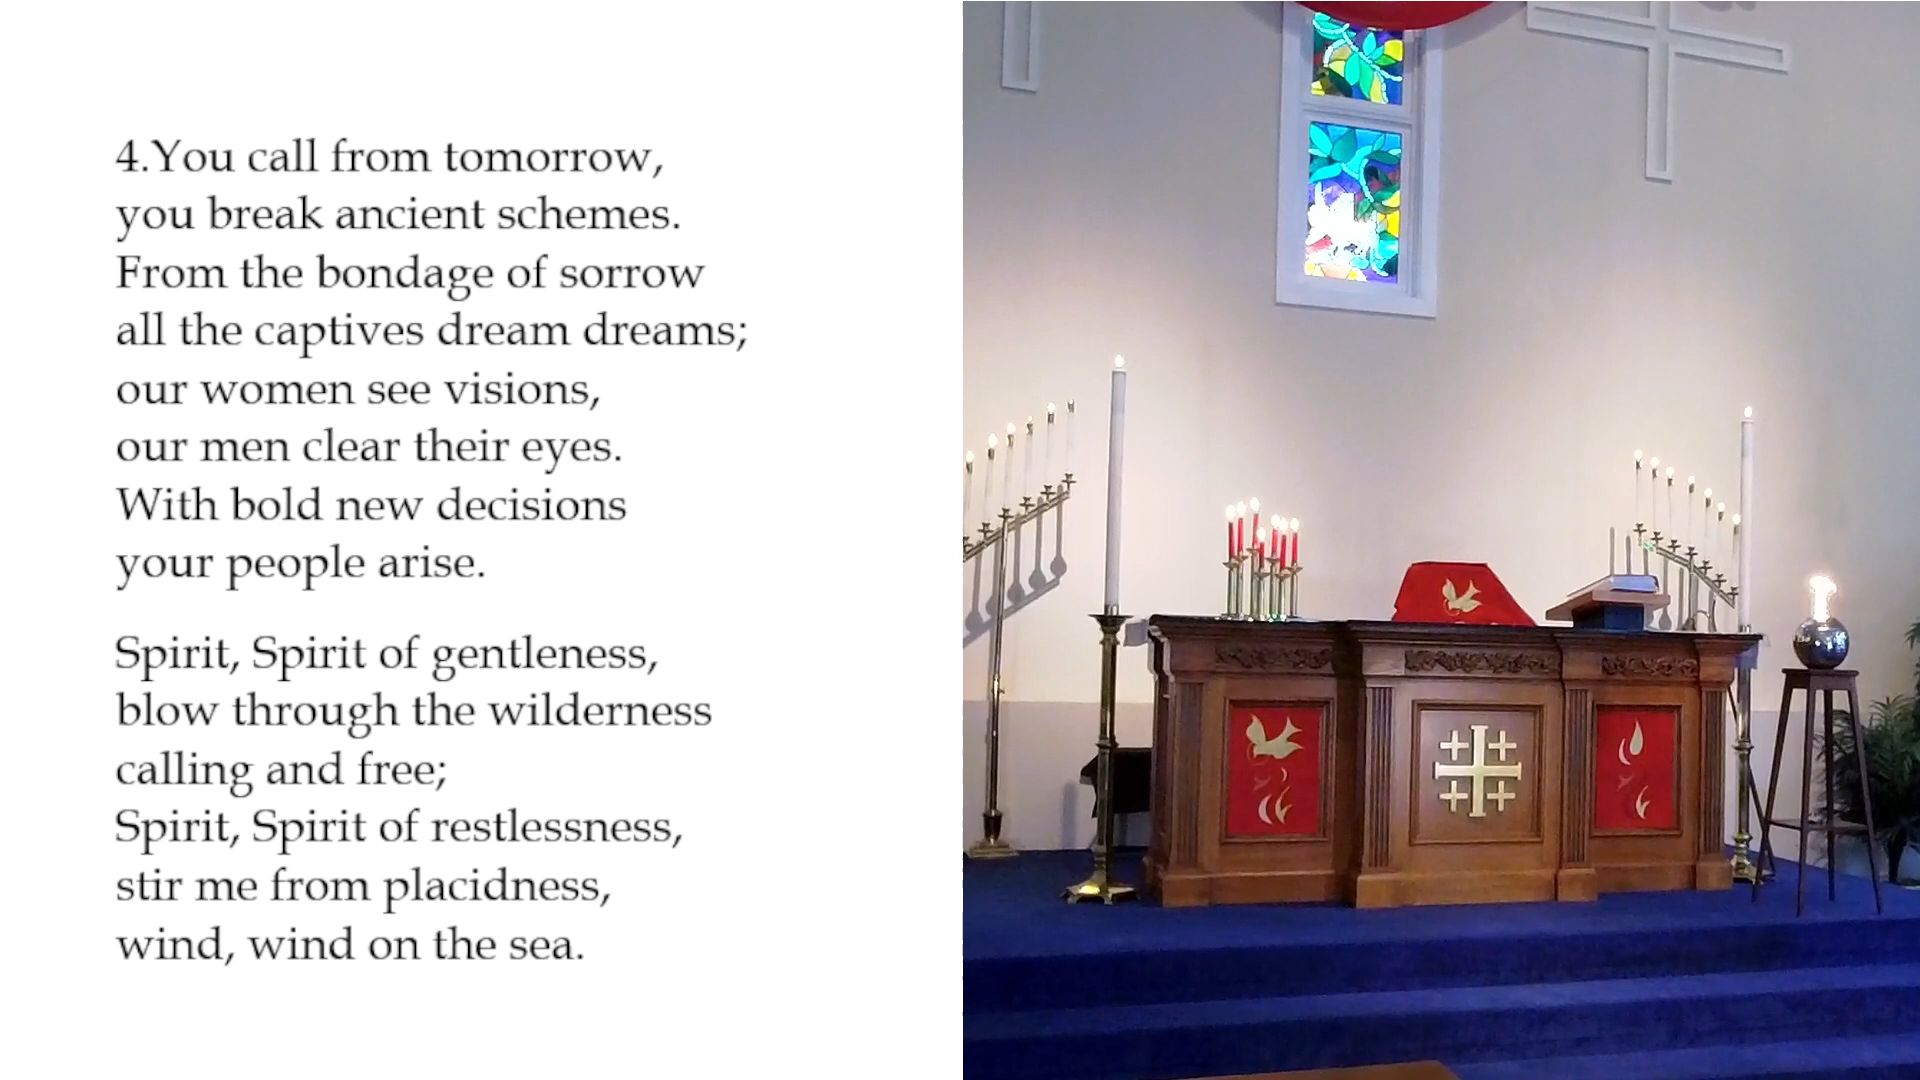 4.You call from tomorrow,
you break ancient schemes.
From the bondage of sorrow
all the captives dream dreams;
our women see visions,
our men clear their eyes.
With bold new decisions
your people arise.
Spirit, Spirit of gentleness,
blow through the wilderness
calling and free;
Spirit, Spirit of restlessness,
stir me from placidness,
wind, wind on the sea.